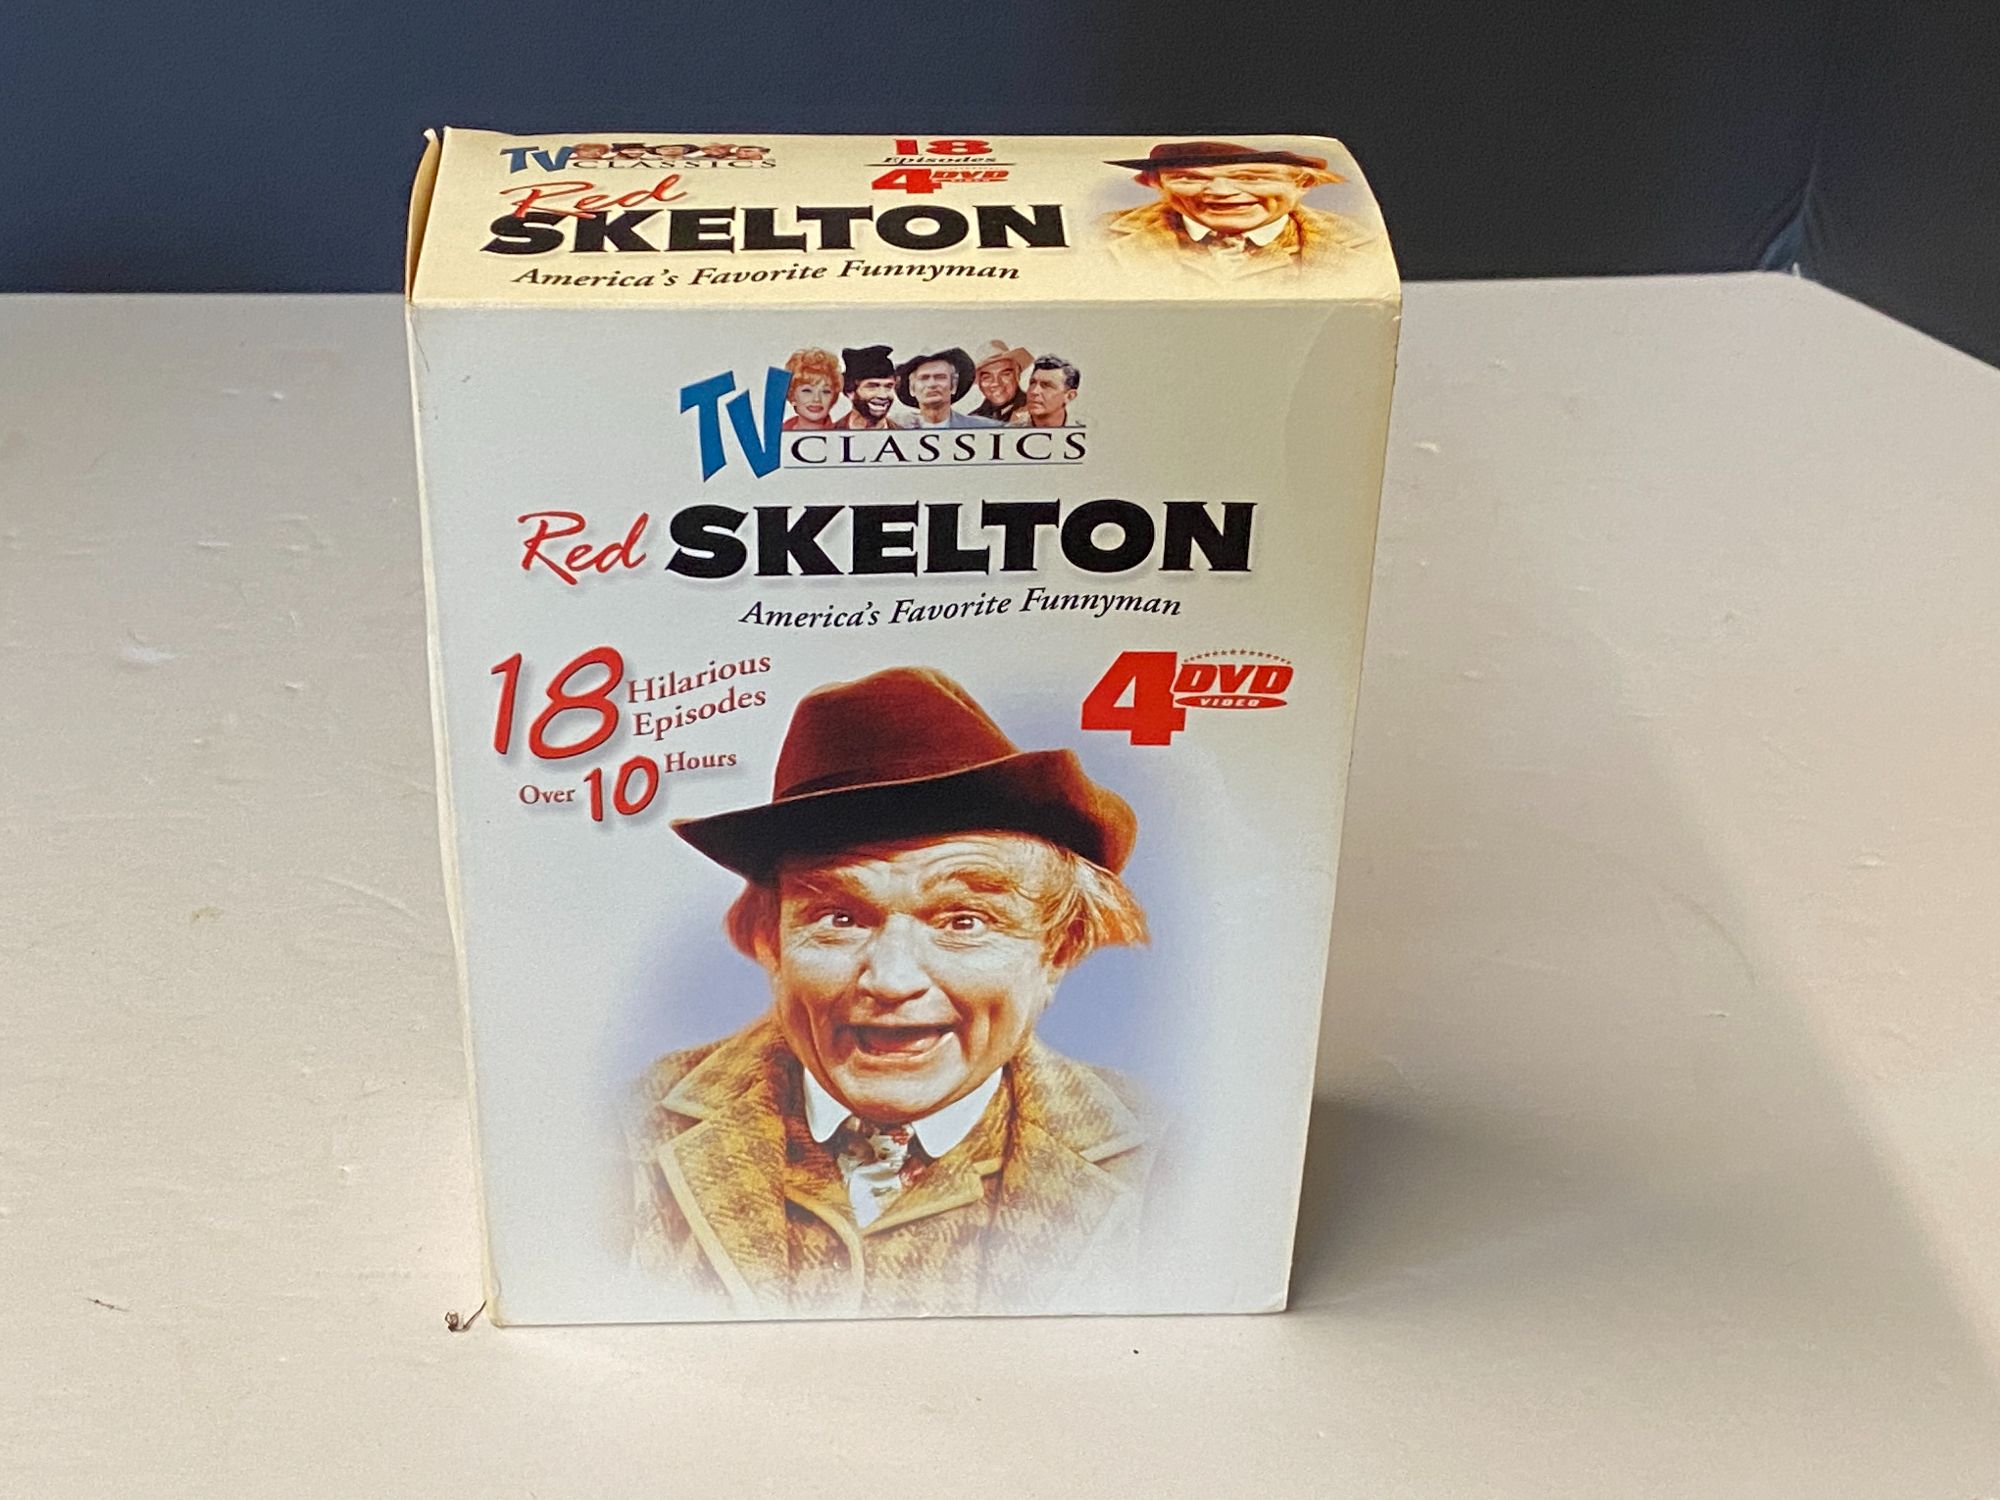 TV CLASSICS
18
Episodes
4 DVD
VIDEO
Red
SKELTON
America's Favorite Funnyman
TV CLASSICS
Red SKELTON
America's Favorite Funnyman
18 Hilarious
Episodes
Over 10 Hours
4 DVD
VIDEO